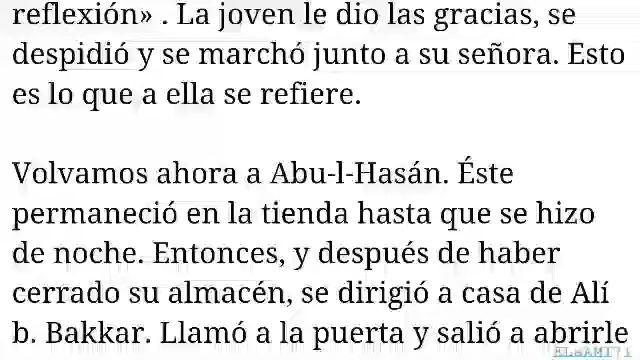 reflexión» . La joven le dio las gracias, se
despidió y se marchó junto a su señora. Esto
es lo que a ella se refiere.
Volvamos ahora a Abu-l-Hasán. Éste
permaneció en la tienda hasta que se hizo
de noche. Entonces, y después de haber
cerrado su almacén, se dirigió a casa de Alí
b. Bakkar. Llamó a la puerta y salió a abrirle